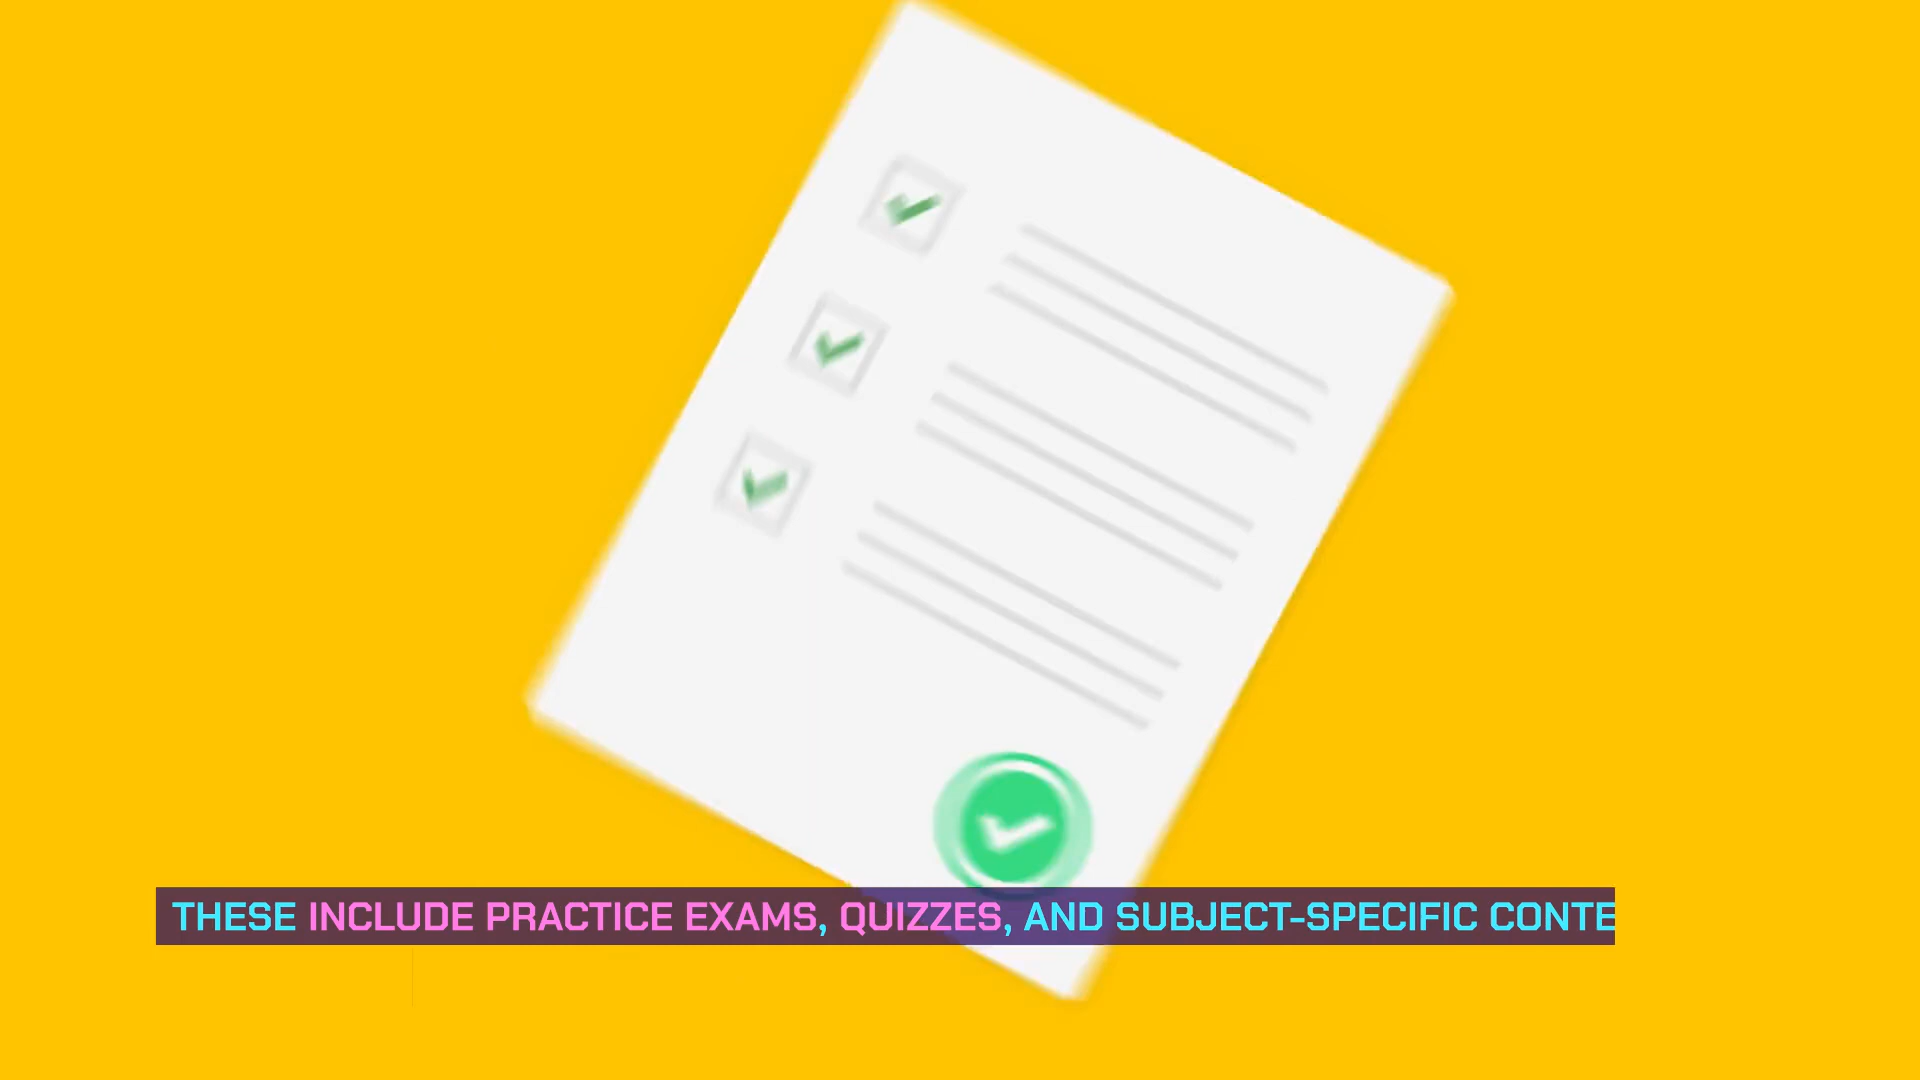 THESE INCLUDE PRACTICE EXAMS, QUIZZES, AND SUBJECT-SPECIFIC CONTE